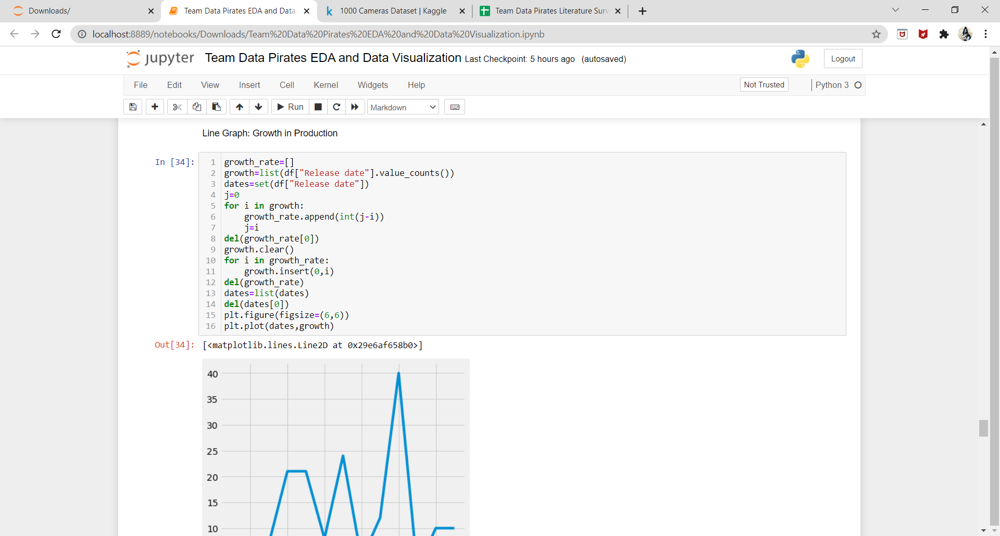 Downloads/
Team Data Pirates EDA and Data
1000 Cameras Dataset | Kaggle
Team Data Pirates Literature Surv
localhost:8889/notebooks/Downloads/Team%20Data%20Pirates%20EDA%20and%20Data%20Visualization.ipynb
jupyter Team Data Pirates EDA and Data Visualization Last Checkpoint: 5 hours ago (autosaved)
Logout
File Edit View Insert Cell Kernel Widgets Help
Not Trusted
Python 3
Run
Markdown
Line Graph: Growth in Production
In [34]:
1 growth_rate=[]
2 growth=list(df["Release date"].value_counts())
3 dates=set(df["Release date"])
4 j=0
5 for i in growth:
6     growth_rate.append(int(j-i))
7     j=i
8 del(growth_rate[0])
9 growth.clear()
10 for i in growth_rate:
11     growth.insert(0,i)
12 del(growth_rate)
13 dates=list(dates)
14 del(dates[0])
15 plt.figure(figsize=(6,6))
16 plt.plot(dates,growth)
Out[34]: [<matplotlib.lines.Line2D at 0x29e6af658b0>]
40
35
30
25
20
15
10